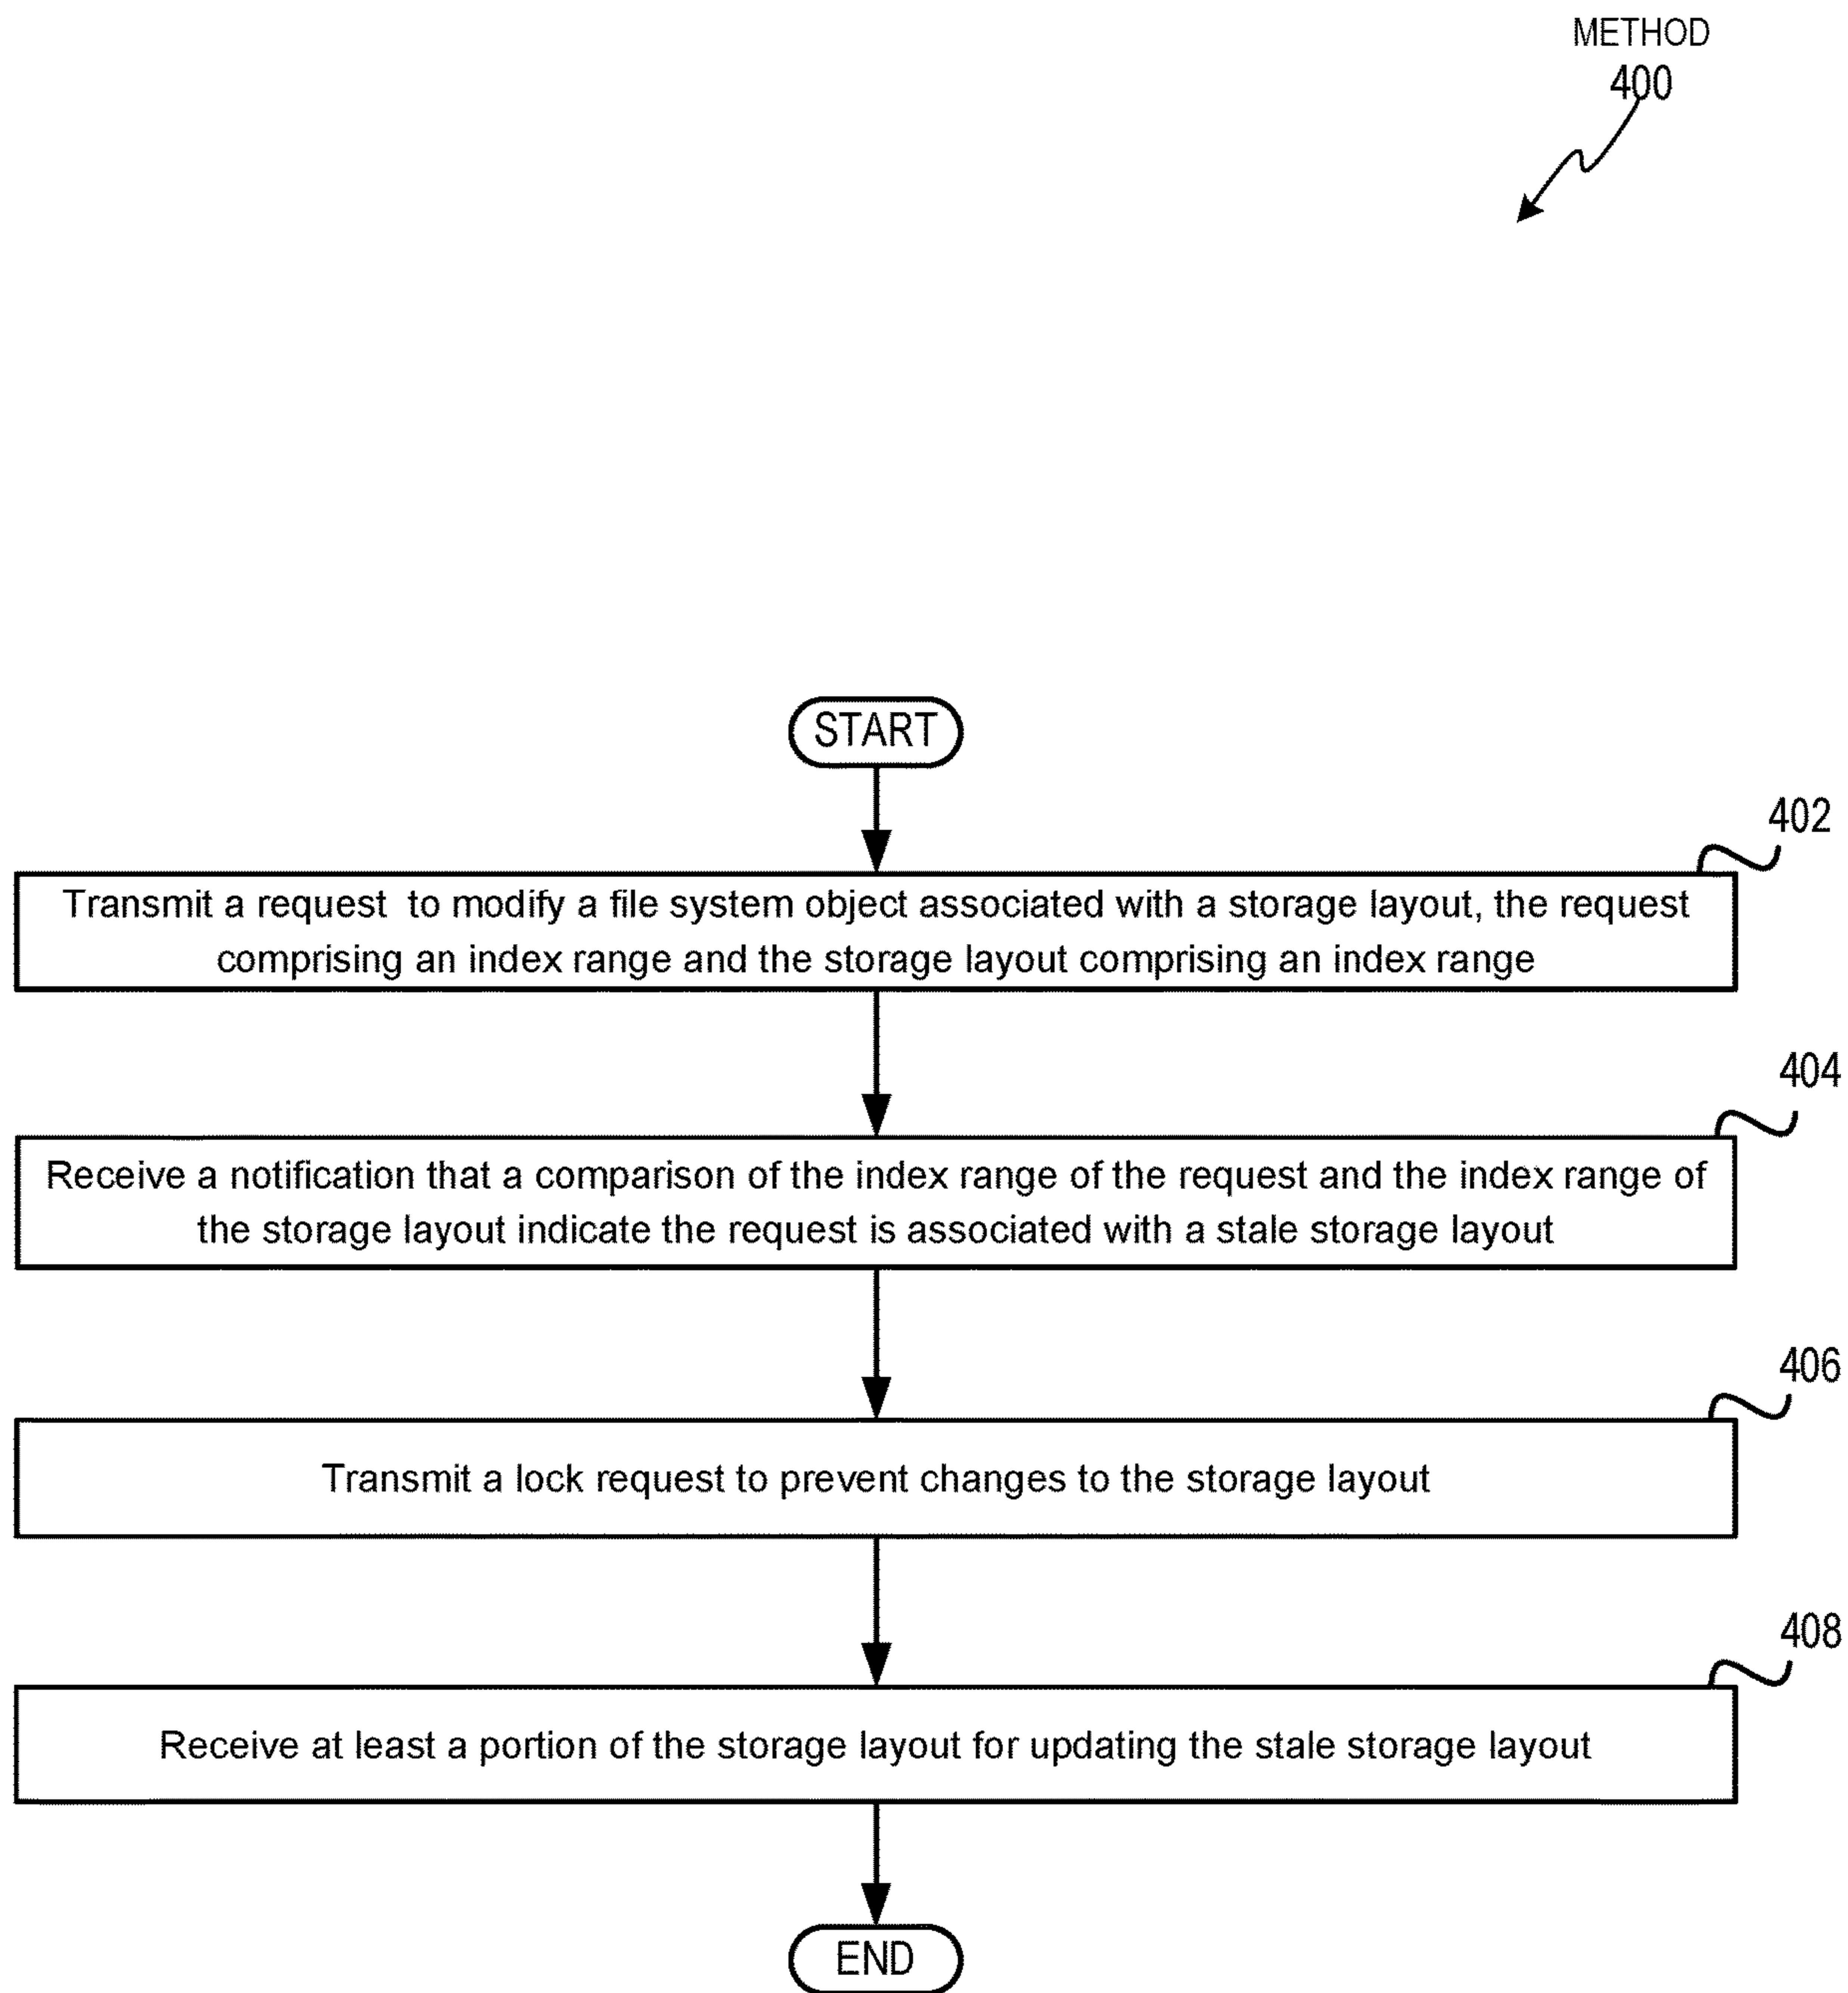 METHOD
400
START
402
Transmit a request to modify a file system object associated with a storage layout, the request
comprising an index range and the storage layout comprising an index range
404
Receive a notification that a comparison of the index range of the request and the index range of
the storage layout indicate the request is associated with a stale storage layout
406
Transmit a lock request to prevent changes to the storage layout
408
Receive at least a portion of the storage layout for updating the stale storage layout
END